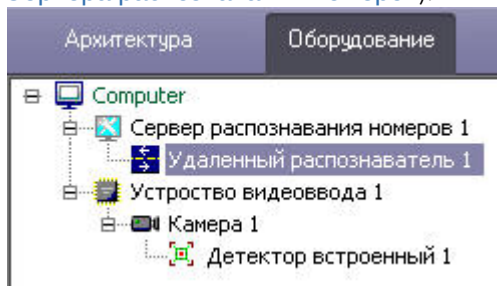 Архитектура Оборудование
Computer
Сервер распознавания номеров 1
Удаленный распознаватель 1
Устроство видеоввода 1
Камера 1
Детектор встроенный 1